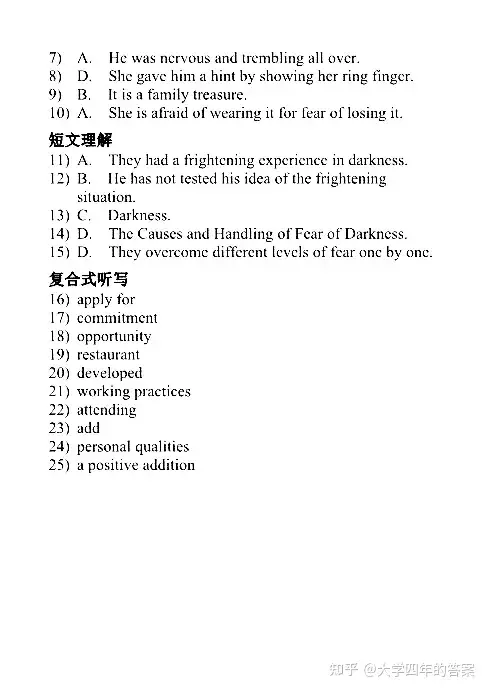 7) A. He was nervous and trembling all over.
8) D. She gave him a hint by showing her ring finger.
9) B. It is a family treasure.
10) A. She is afraid of wearing it for fear of losing it.
短文理解
11) A. They had a frightening experience in darkness.
12) B. He has not tested his idea of the frightening
situation.
13) C. Darkness.
14) D. The Causes and Handling of Fear of Darkness.
15) D. They overcome different levels of fear one by one.
复合式听写
16) apply for
17) commitment
18) opportunity
19) restaurant
20) developed
21) working practices
22) attending
23) add
24) personal qualities
25) a positive addition
知乎 @大学四年的答案